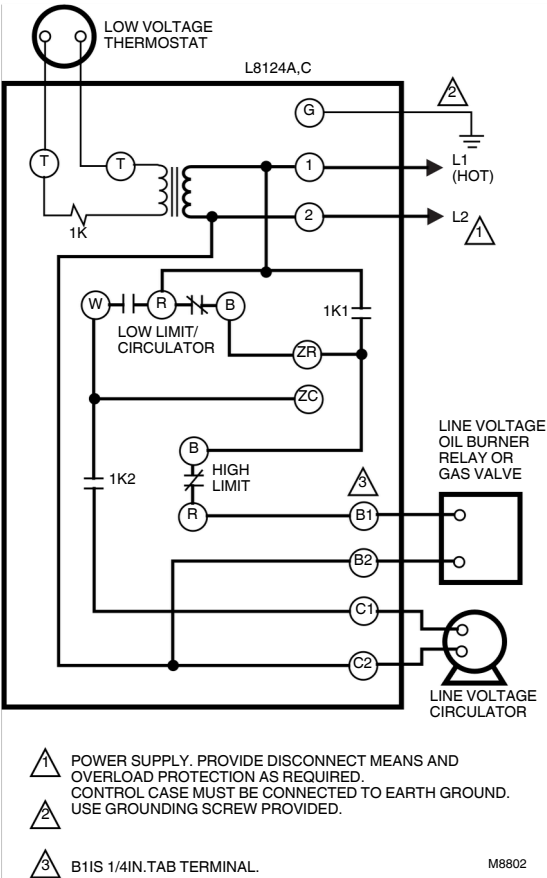 LOW VOLTAGE
THERMOSTAT
L8124A,C
G
2
T
T
1
L1
(HOT)
2
L2
1
1K
W
R
B
1K1
LOW LIMIT/
CIRCULATOR
ZR
ZC
LINE VOLTAGE
OIL BURNER
RELAY OR
GAS VALVE
B
HIGH
LIMIT
1K2
3
R
B1
B2
C1
C2
LINE VOLTAGE
CIRCULATOR
1 POWER SUPPLY. PROVIDE DISCONNECT MEANS AND
OVERLOAD PROTECTION AS REQUIRED.
CONTROL CASE MUST BE CONNECTED TO EARTH GROUND.
2 USE GROUNDING SCREW PROVIDED.
3 B1IS 1/4IN.TAB TERMINAL.
M8802